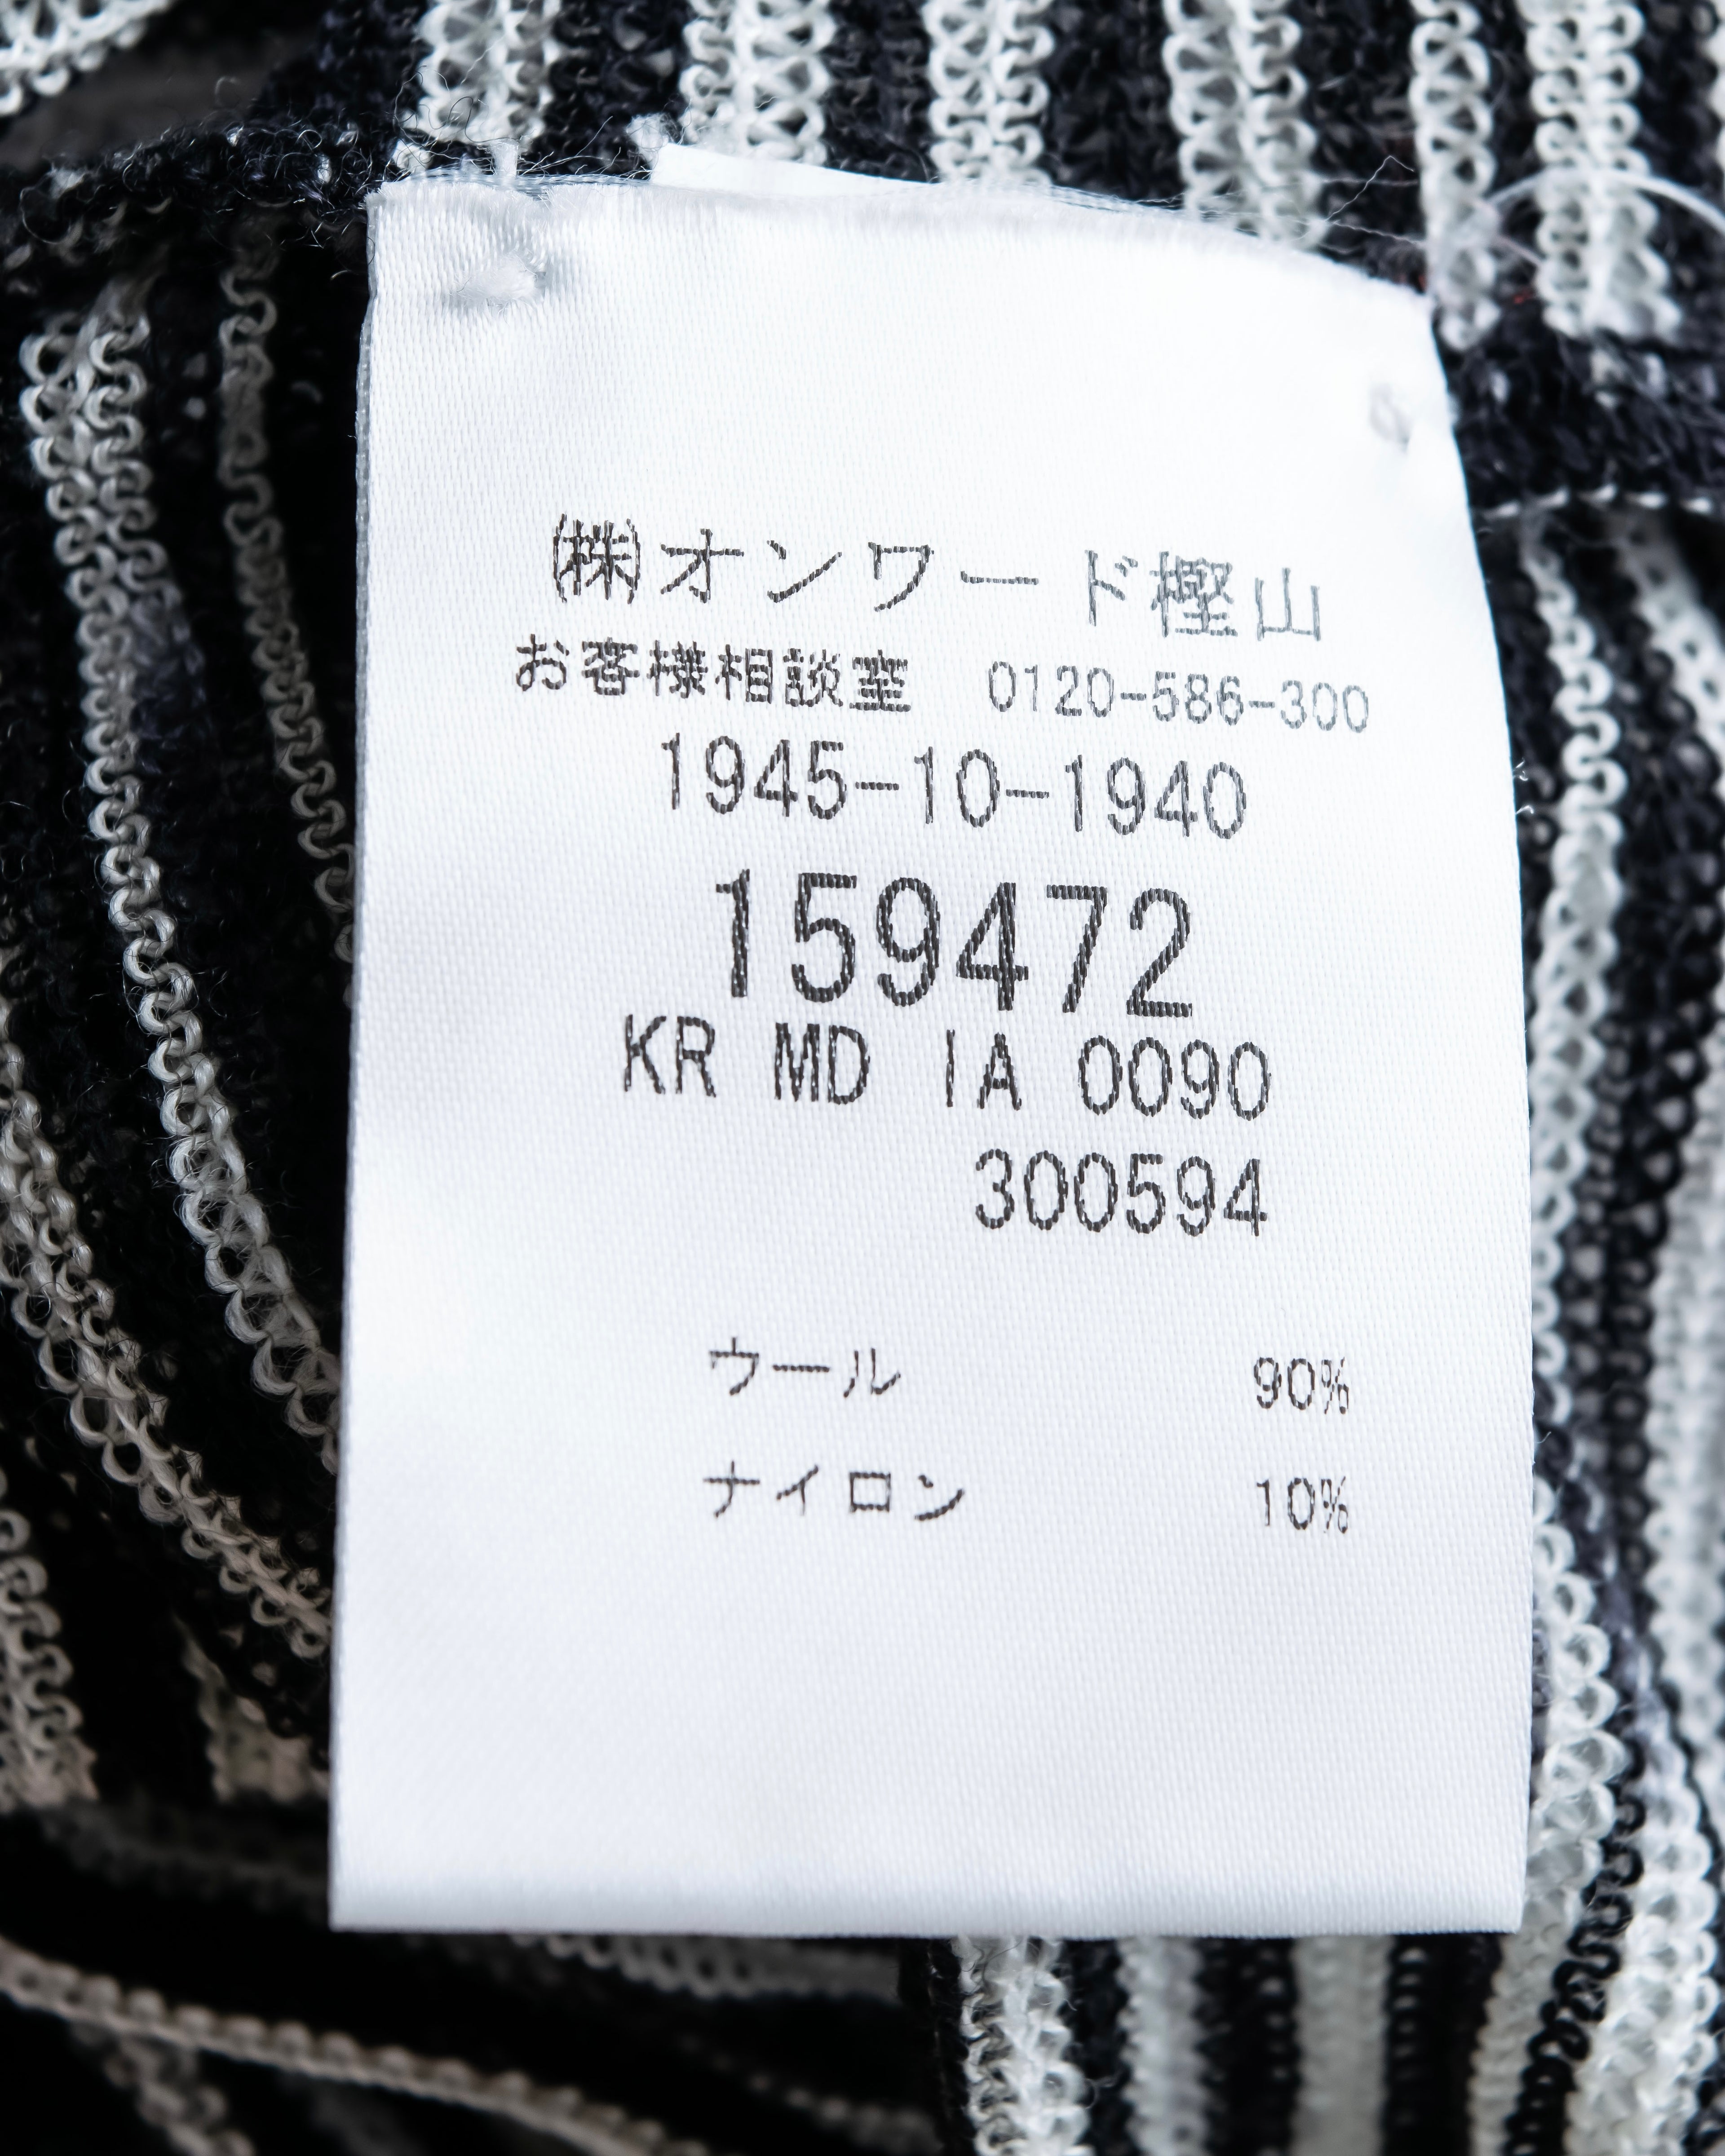 ㈱オンワード樫山
お客様相談室 0120-586-300
1945-10-1940
159472
KR MD IA 0090
300594
ウール 90%
ナイロン 10%